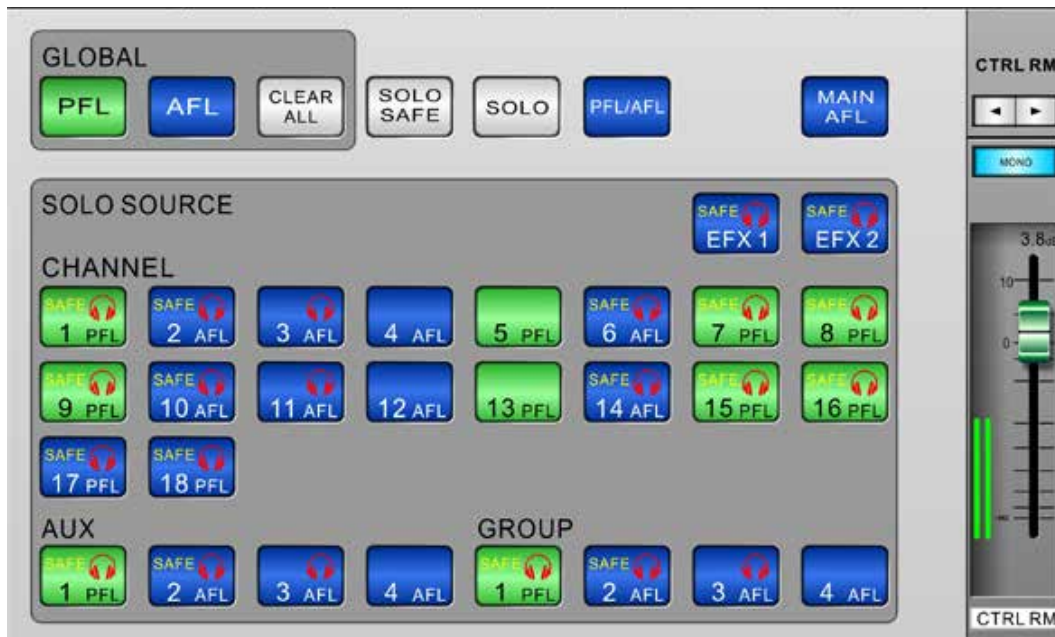 GLOBAL
PFL
AFL
CLEAR
ALL
SOLO
SAFE
SOLO
PFL/AFL
MAIN
AFL
CTRL RM
MONO
SOLO SOURCE
SAFE
EFX 1
SAFE
EFX 2
3.8dB
10
0
-∞
CHANNEL
SAFE
1 PFL
SAFE
2 AFL
3 AFL
4 AFL
5 PFL
SAFE
6 AFL
SAFE
7 PFL
SAFE
8 PFL
SAFE
9 PFL
SAFE
10 AFL
11 AFL
12 AFL
13 PFL
SAFE
14 AFL
SAFE
15 PFL
SAFE
16 PFL
SAFE
17 PFL
SAFE
18 PFL
AUX
SAFE
1 PFL
SAFE
2 AFL
3 AFL
4 AFL
GROUP
SAFE
1 PFL
SAFE
2 AFL
3 AFL
4 AFL
CTRL RM